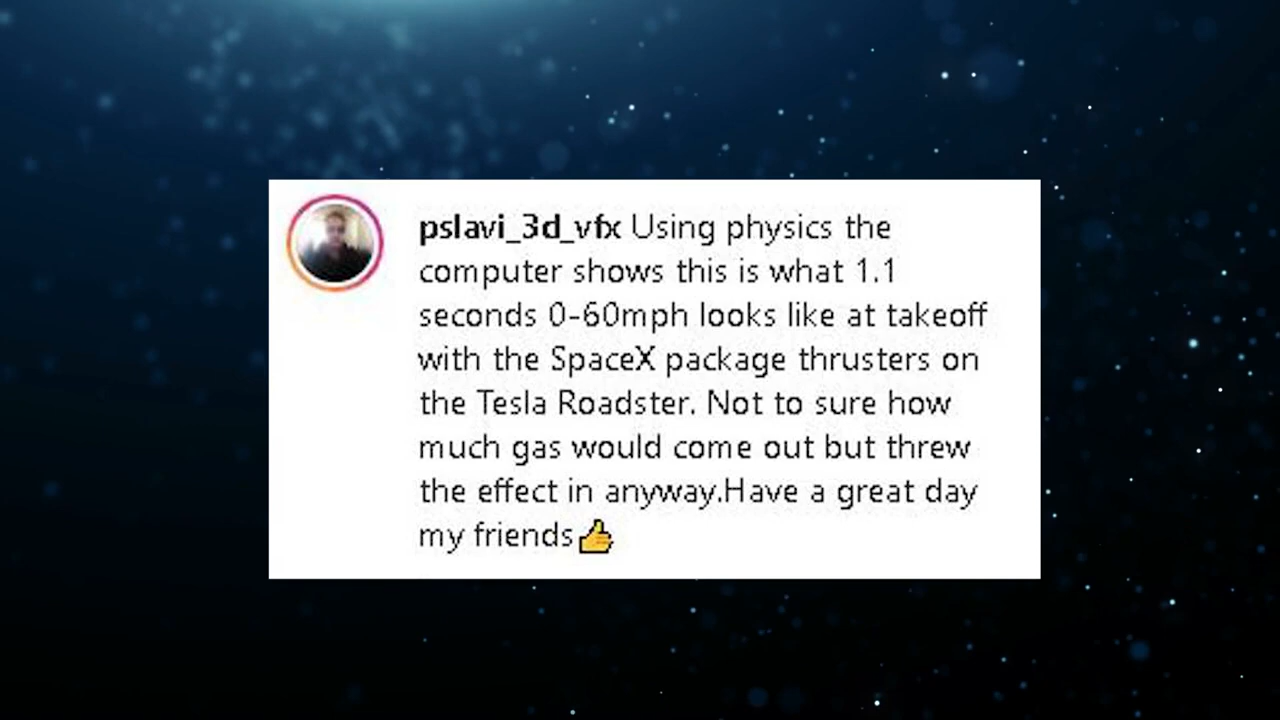 pslavi_3d_vfx Using physics the
computer shows this is what 1.1
seconds 0-60mph looks like at takeoff
with the SpaceX package thrusters on
the Tesla Roadster. Not to sure how
much gas would come out but threw
the effect in anyway.Have a great day
my friends👍